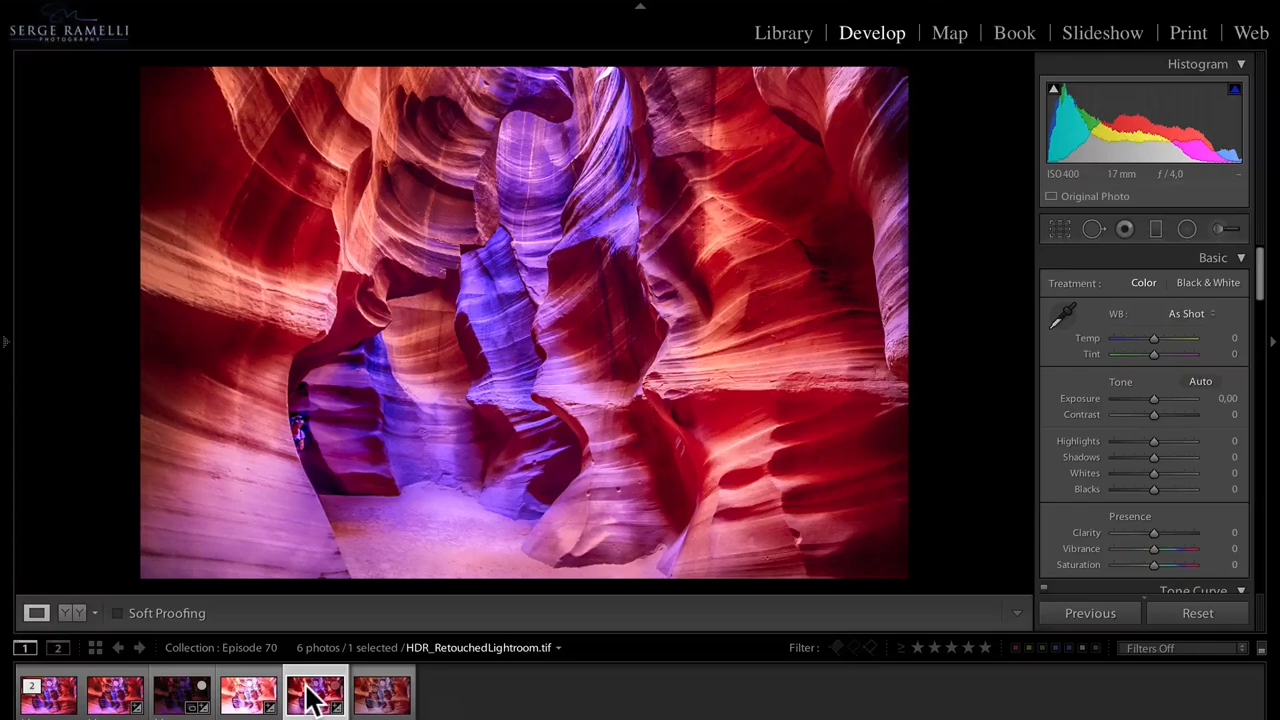 SERGE RAMELLI
PHOTOGRAPHY
Library | Develop | Map | Book | Slideshow | Print | Web
Histogram
ISO 400 17 mm ƒ / 4,0
Original Photo
Basic
Treatment : Color Black & White
WB : As Shot
Temp 0
Tint 0
Tone Auto
Exposure 0,00
Contrast 0
Highlights 0
Shadows 0
Whites 0
Blacks 0
Presence
Clarity 0
Vibrance 0
Saturation 0
Tone Curve
Previous Reset
Y Y Soft Proofing
1 2 Collection : Episode 70 6 photos / 1 selected / HDR_RetouchedLightroom.tif Filter : Filters Off
2